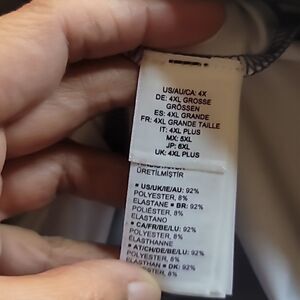 US/AU/CA: 4X
DE: 4XL GROSSE
GRÖSSEN
ES: 4XL GRANDE
FR: 4XL GRANDE TAILLE
IT: 4XL PLUS
MX: 5XL
JP: 6XL
UK: 4XL PLUS
ÜRETİLMİŞTİR
■ US/UK/IE/AU: 92%
POLYESTER, 8%
ELASTANE ■ BR: 92%
POLIÉSTER, 8%
ELASTANO
■ CA/FR/BE/LU: 92%
POLYESTER, 8%
ÉLASTHANNE
■ AT/CH/DE/BE/LU: 92%
POLYESTER, 8%
ELASTHAN ■ DK: 92%
POLYESTER, 8%